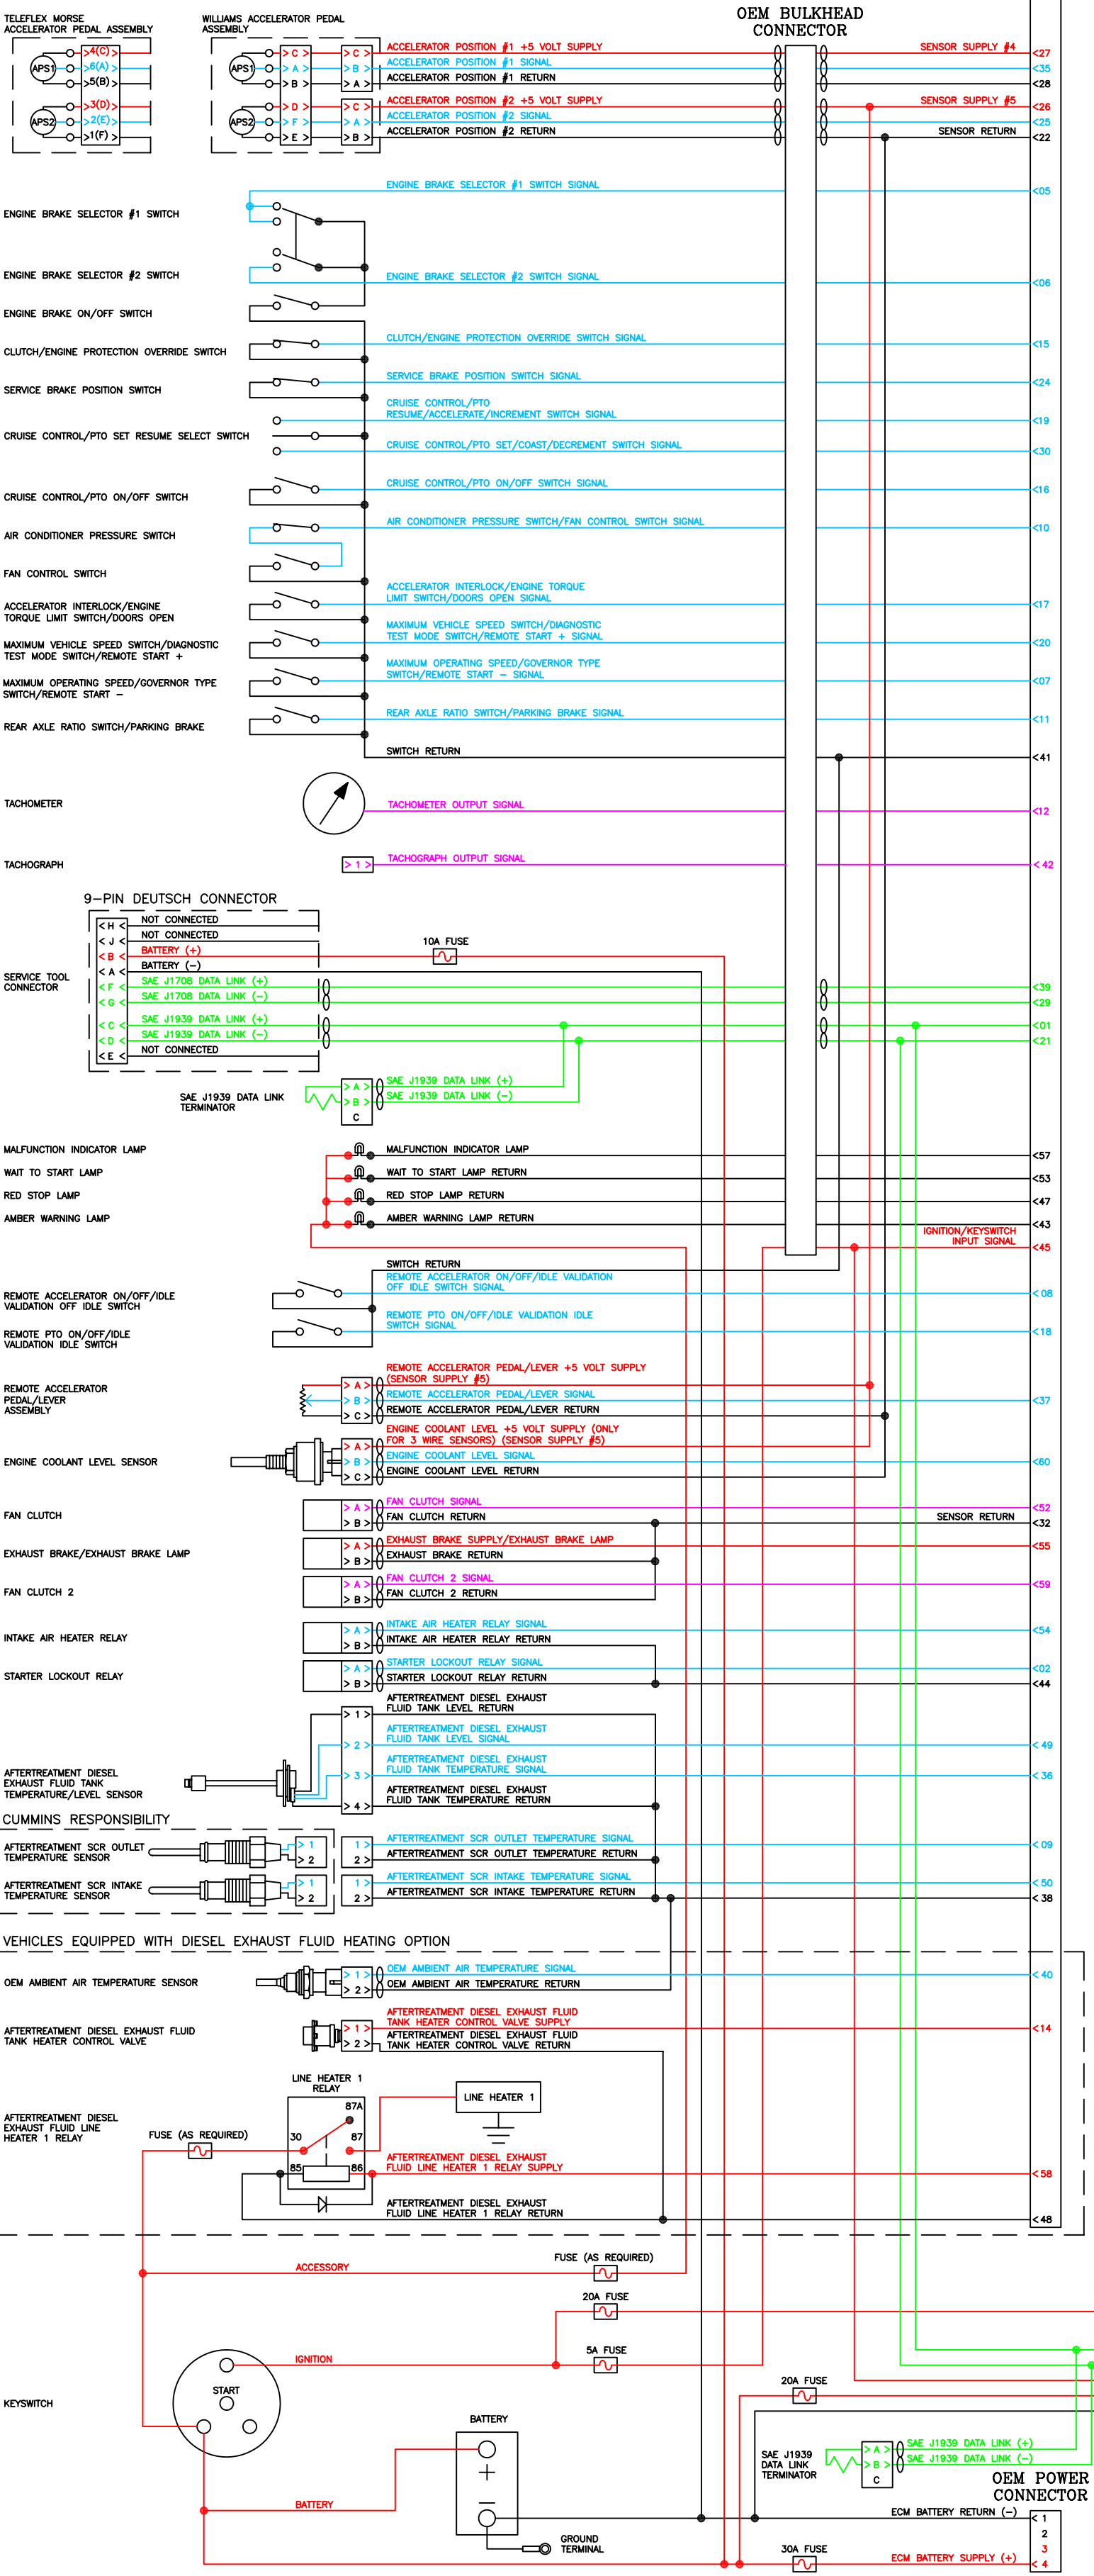 TELEFLEX MORSE
ACCELERATOR PEDAL ASSEMBLY
WILLIAMS ACCELERATOR PEDAL
ASSEMBLY
OEM BULKHEAD
CONNECTOR
APS1
>4(C)>
>6(A)>
>5(B)>
APS2
>3(D)>
>2(E)>
>1(F)>
APS1
> C >
> A >
> B >
APS2
> D >
> F >
> E >
> C >
> B >
> A >
> C >
> A >
> B >
ACCELERATOR POSITION #1 +5 VOLT SUPPLY
SENSOR SUPPLY #4
<27
ACCELERATOR POSITION #1 SIGNAL
<35
ACCELERATOR POSITION #1 RETURN
<28
ACCELERATOR POSITION #2 +5 VOLT SUPPLY
SENSOR SUPPLY #5
<26
ACCELERATOR POSITION #2 SIGNAL
<25
ACCELERATOR POSITION #2 RETURN
SENSOR RETURN
<22
ENGINE BRAKE SELECTOR #1 SWITCH SIGNAL
<05
ENGINE BRAKE SELECTOR #1 SWITCH
ENGINE BRAKE SELECTOR #2 SWITCH
ENGINE BRAKE SELECTOR #2 SWITCH SIGNAL
<06
ENGINE BRAKE ON/OFF SWITCH
CLUTCH/ENGINE PROTECTION OVERRIDE SWITCH
CLUTCH/ENGINE PROTECTION OVERRIDE SWITCH SIGNAL
<15
SERVICE BRAKE POSITION SWITCH
SERVICE BRAKE POSITION SWITCH SIGNAL
<24
CRUISE CONTROL/PTO
RESUME/ACCELERATE/INCREMENT SWITCH SIGNAL
<19
CRUISE CONTROL/PTO SET RESUME SELECT SWITCH
CRUISE CONTROL/PTO SET/COAST/DECREMENT SWITCH SIGNAL
<30
CRUISE CONTROL/PTO ON/OFF SWITCH
CRUISE CONTROL/PTO ON/OFF SWITCH SIGNAL
<16
AIR CONDITIONER PRESSURE SWITCH
AIR CONDITIONER PRESSURE SWITCH/FAN CONTROL SWITCH SIGNAL
<10
FAN CONTROL SWITCH
ACCELERATOR INTERLOCK/ENGINE
TORQUE LIMIT SWITCH/DOORS OPEN
ACCELERATOR INTERLOCK/ENGINE TORQUE
LIMIT SWITCH/DOORS OPEN SIGNAL
<17
MAXIMUM VEHICLE SPEED SWITCH/DIAGNOSTIC
TEST MODE SWITCH/REMOTE START +
MAXIMUM VEHICLE SPEED SWITCH/DIAGNOSTIC
TEST MODE SWITCH/REMOTE START + SIGNAL
<20
MAXIMUM OPERATING SPEED/GOVERNOR TYPE
SWITCH/REMOTE START −
MAXIMUM OPERATING SPEED/GOVERNOR TYPE
SWITCH/REMOTE START − SIGNAL
<07
REAR AXLE RATIO SWITCH/PARKING BRAKE
REAR AXLE RATIO SWITCH/PARKING BRAKE SIGNAL
<11
SWITCH RETURN
<41
TACHOMETER
TACHOMETER OUTPUT SIGNAL
<12
TACHOGRAPH
> 1 >
TACHOGRAPH OUTPUT SIGNAL
< 42
9−PIN DEUTSCH CONNECTOR
SERVICE TOOL
CONNECTOR
< H <
NOT CONNECTED
< J <
NOT CONNECTED
< B <
BATTERY (+)
10A FUSE
< A <
BATTERY (−)
< F <
SAE J1708 DATA LINK (+)
<39
< G <
SAE J1708 DATA LINK (−)
<29
< C <
SAE J1939 DATA LINK (+)
<01
< D <
SAE J1939 DATA LINK (−)
<21
< E <
NOT CONNECTED
SAE J1939 DATA LINK
TERMINATOR
> A >
SAE J1939 DATA LINK (+)
> B >
SAE J1939 DATA LINK (−)
C
MALFUNCTION INDICATOR LAMP
MALFUNCTION INDICATOR LAMP
<57
WAIT TO START LAMP
WAIT TO START LAMP RETURN
<53
RED STOP LAMP
RED STOP LAMP RETURN
<47
AMBER WARNING LAMP
AMBER WARNING LAMP RETURN
<43
IGNITION/KEYSWITCH
INPUT SIGNAL
<45
SWITCH RETURN
REMOTE ACCELERATOR ON/OFF/IDLE
VALIDATION OFF IDLE SWITCH
REMOTE ACCELERATOR ON/OFF/IDLE VALIDATION
OFF IDLE SWITCH SIGNAL
< 08
REMOTE PTO ON/OFF/IDLE
VALIDATION IDLE SWITCH
REMOTE PTO ON/OFF/IDLE VALIDATION IDLE
SWITCH SIGNAL
<18
REMOTE ACCELERATOR
PEDAL/LEVER
ASSEMBLY
REMOTE ACCELERATOR PEDAL/LEVER +5 VOLT SUPPLY
(SENSOR SUPPLY #5)
> A >
> B >
REMOTE ACCELERATOR PEDAL/LEVER SIGNAL
<37
> C >
REMOTE ACCELERATOR PEDAL/LEVER RETURN
ENGINE COOLANT LEVEL SENSOR
ENGINE COOLANT LEVEL +5 VOLT SUPPLY (ONLY
FOR 3 WIRE SENSORS) (SENSOR SUPPLY #5)
> A >
> B >
ENGINE COOLANT LEVEL SIGNAL
<60
> C >
ENGINE COOLANT LEVEL RETURN
FAN CLUTCH
> A >
FAN CLUTCH SIGNAL
<52
> B >
FAN CLUTCH RETURN
SENSOR RETURN
<32
EXHAUST BRAKE/EXHAUST BRAKE LAMP
> A >
EXHAUST BRAKE SUPPLY/EXHAUST BRAKE LAMP
<55
> B >
EXHAUST BRAKE RETURN
FAN CLUTCH 2
> A >
FAN CLUTCH 2 SIGNAL
<59
> B >
FAN CLUTCH 2 RETURN
INTAKE AIR HEATER RELAY
> A >
INTAKE AIR HEATER RELAY SIGNAL
<54
> B >
INTAKE AIR HEATER RELAY RETURN
STARTER LOCKOUT RELAY
> A >
STARTER LOCKOUT RELAY SIGNAL
<02
> B >
STARTER LOCKOUT RELAY RETURN
<44
AFTERTREATMENT DIESEL
EXHAUST FLUID TANK
TEMPERATURE/LEVEL SENSOR
AFTERTREATMENT DIESEL EXHAUST
FLUID TANK LEVEL RETURN
> 1 >
AFTERTREATMENT DIESEL EXHAUST
FLUID TANK LEVEL SIGNAL
> 2 >
< 49
AFTERTREATMENT DIESEL EXHAUST
FLUID TANK TEMPERATURE SIGNAL
> 3 >
< 36
AFTERTREATMENT DIESEL EXHAUST
FLUID TANK TEMPERATURE RETURN
> 4 >
CUMMINS RESPONSIBILITY
AFTERTREATMENT SCR OUTLET
TEMPERATURE SENSOR
> 1
> 2
1 >
2 >
AFTERTREATMENT SCR OUTLET TEMPERATURE SIGNAL
< 09
AFTERTREATMENT SCR OUTLET TEMPERATURE RETURN
AFTERTREATMENT SCR INTAKE
TEMPERATURE SENSOR
> 1
> 2
1 >
2 >
AFTERTREATMENT SCR INTAKE TEMPERATURE SIGNAL
< 50
AFTERTREATMENT SCR INTAKE TEMPERATURE RETURN
< 38
VEHICLES EQUIPPED WITH DIESEL EXHAUST FLUID HEATING OPTION
OEM AMBIENT AIR TEMPERATURE SENSOR
> 1 >
OEM AMBIENT AIR TEMPERATURE SIGNAL
< 40
> 2 >
OEM AMBIENT AIR TEMPERATURE RETURN
AFTERTREATMENT DIESEL EXHAUST FLUID
TANK HEATER CONTROL VALVE
AFTERTREATMENT DIESEL EXHAUST FLUID
TANK HEATER CONTROL VALVE SUPPLY
> 1 >
<14
AFTERTREATMENT DIESEL EXHAUST FLUID
TANK HEATER CONTROL VALVE RETURN
> 2 >
LINE HEATER 1
RELAY
LINE HEATER 1
AFTERTREATMENT DIESEL
EXHAUST FLUID LINE
HEATER 1 RELAY
FUSE (AS REQUIRED)
87A
30
87
85
86
AFTERTREATMENT DIESEL EXHAUST
FLUID LINE HEATER 1 RELAY SUPPLY
< 58
AFTERTREATMENT DIESEL EXHAUST
FLUID LINE HEATER 1 RELAY RETURN
< 48
ACCESSORY
FUSE (AS REQUIRED)
20A FUSE
IGNITION
5A FUSE
KEYSWITCH
START
20A FUSE
BATTERY
+
−
SAE J1939
DATA LINK
TERMINATOR
> A >
SAE J1939 DATA LINK (+)
> B >
SAE J1939 DATA LINK (−)
C
OEM POWER
CONNECTOR
BATTERY
ECM BATTERY RETURN (−)
< 1
2
3
GROUND
TERMINAL
30A FUSE
ECM BATTERY SUPPLY (+)
< 4